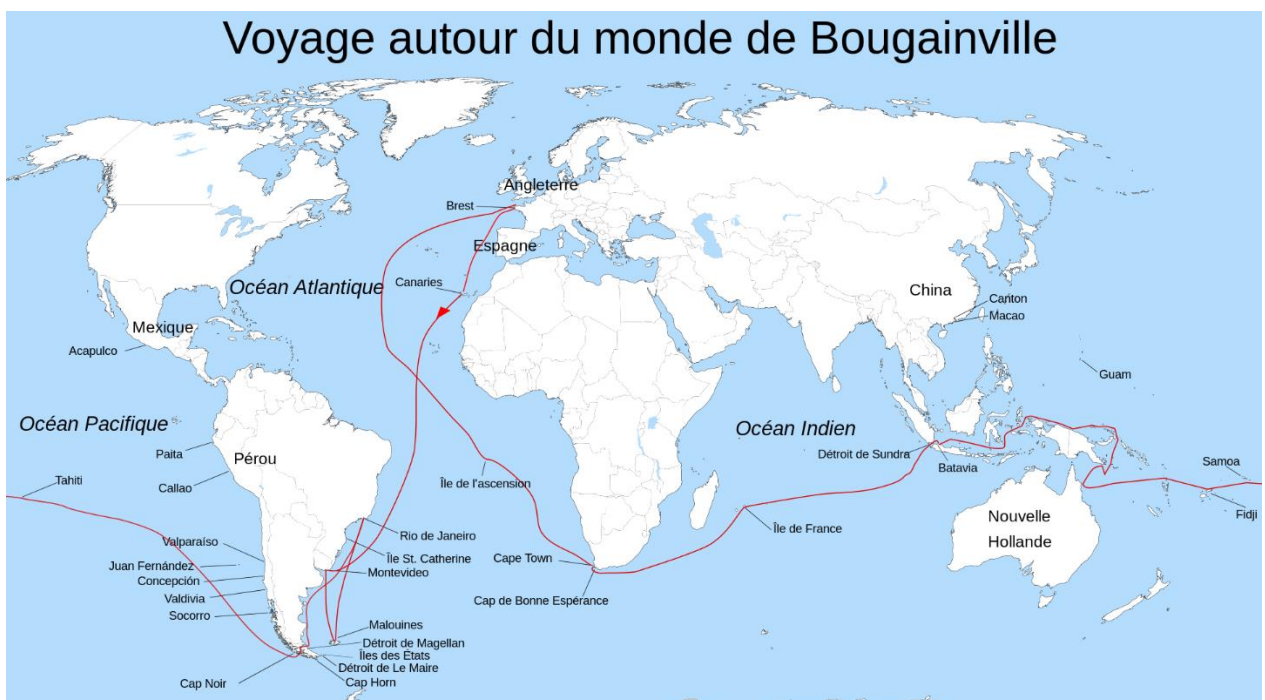 Voyage autour du monde de Bougainville
Angleterre
Brest
Espagne
Océan Atlantique
Canaries
China
Canton
Macao
Mexique
Acapulco
Guam
Océan Pacifique
Océan Indien
Paita
Pérou
Détroit de Sundra
Batavia
Samoa
Tahiti
Callao
Île de l'ascension
Fidji
Nouvelle
Hollande
Île de France
Rio de Janeiro
Valparaíso
Île St. Catherine
Cape Town
Juan Fernández
Montevideo
Concepción
Valdivia
Cap de Bonne Espérance
Socorro
Malouines
Détroit de Magellan
Îles des États
Détroit de Le Maire
Cap Noir
Cap Horn